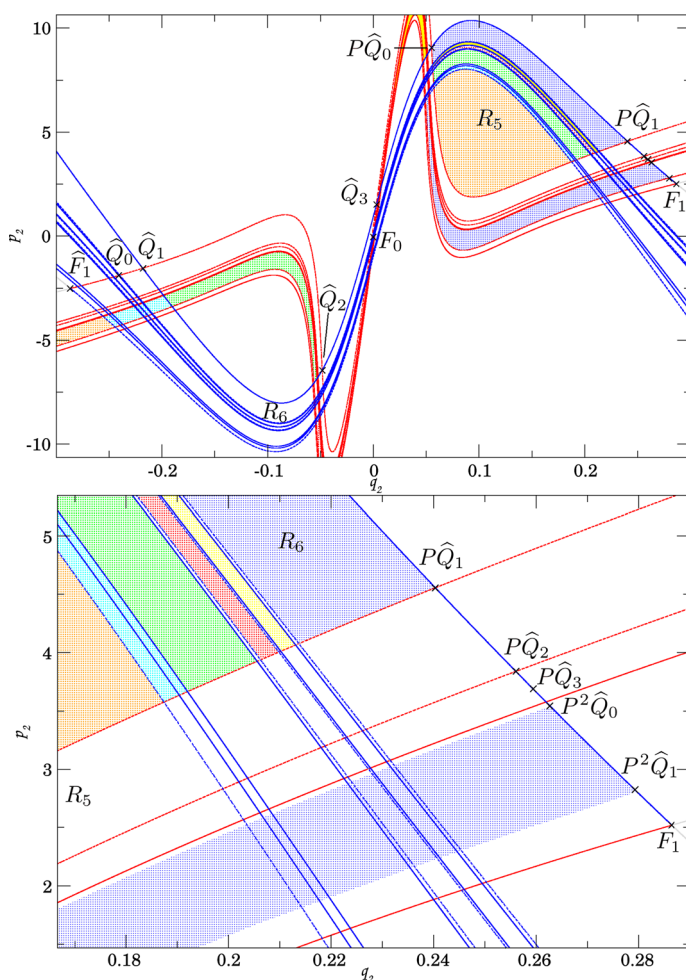 10
5
0
-5
-10
p₂
-0.2
-0.1
0
0.1
0.2
q₂
PQ̂₀
R₅
PQ̂₁
Q̂₃
F₁
F₀
F̂₁
Q̂₀
Q̂₁
Q̂₂
R₆
5
4
3
2
p₂
0.18
0.2
0.22
0.24
0.26
0.28
q₂
R₆
PQ̂₁
PQ̂₂
PQ̂₃
P²Q̂₀
P²Q̂₁
R₅
F₁